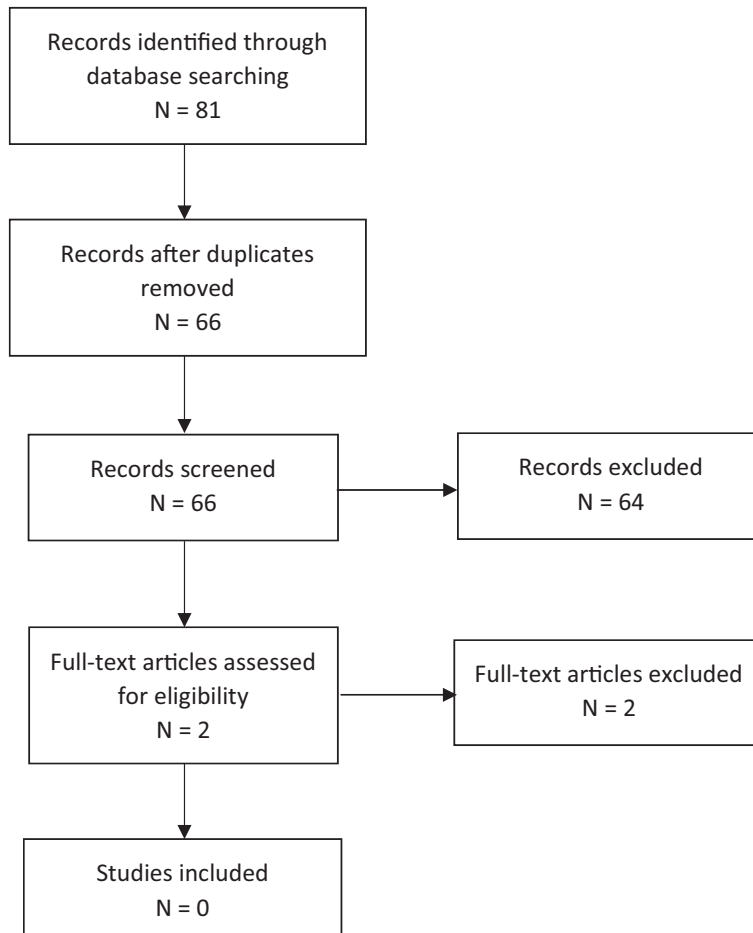 Records identified through
database searching
N = 81
Records after duplicates
removed
N = 66
Records screened
N = 66
Records excluded
N = 64
Full-text articles assessed
for eligibility
N = 2
Full-text articles excluded
N = 2
Studies included
N = 0